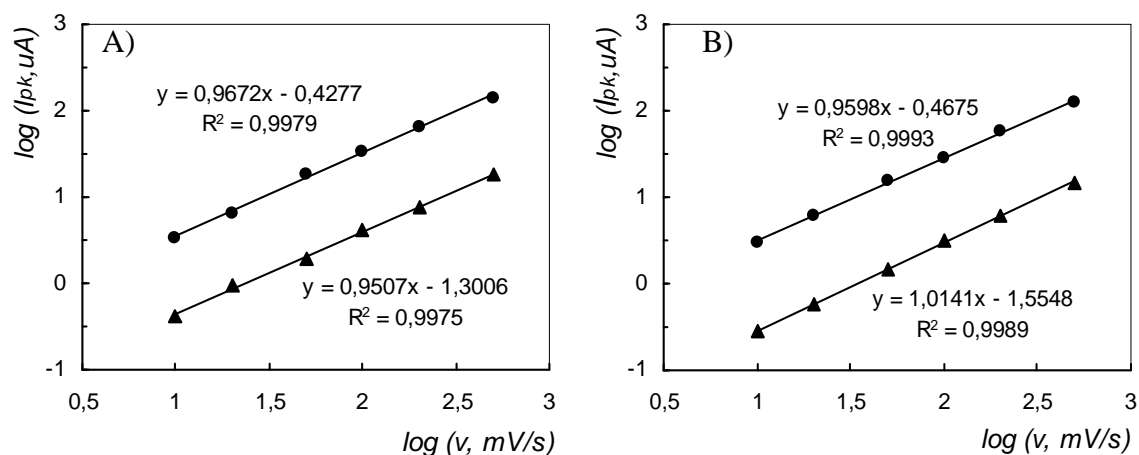 A)
log (Ipk,uA)
3
2
1
0
-1
y = 0,9672x - 0,4277
R² = 0,9979
y = 0,9507x - 1,3006
R² = 0,9975
0,5 1 1,5 2 2,5 3
log (v, mV/s)
B)
log (Ipk,uA)
3
2
1
0
-1
y = 0,9598x - 0,4675
R² = 0,9993
y = 1,0141x - 1,5548
R² = 0,9989
0,5 1 1,5 2 2,5 3
log (v, mV/s)